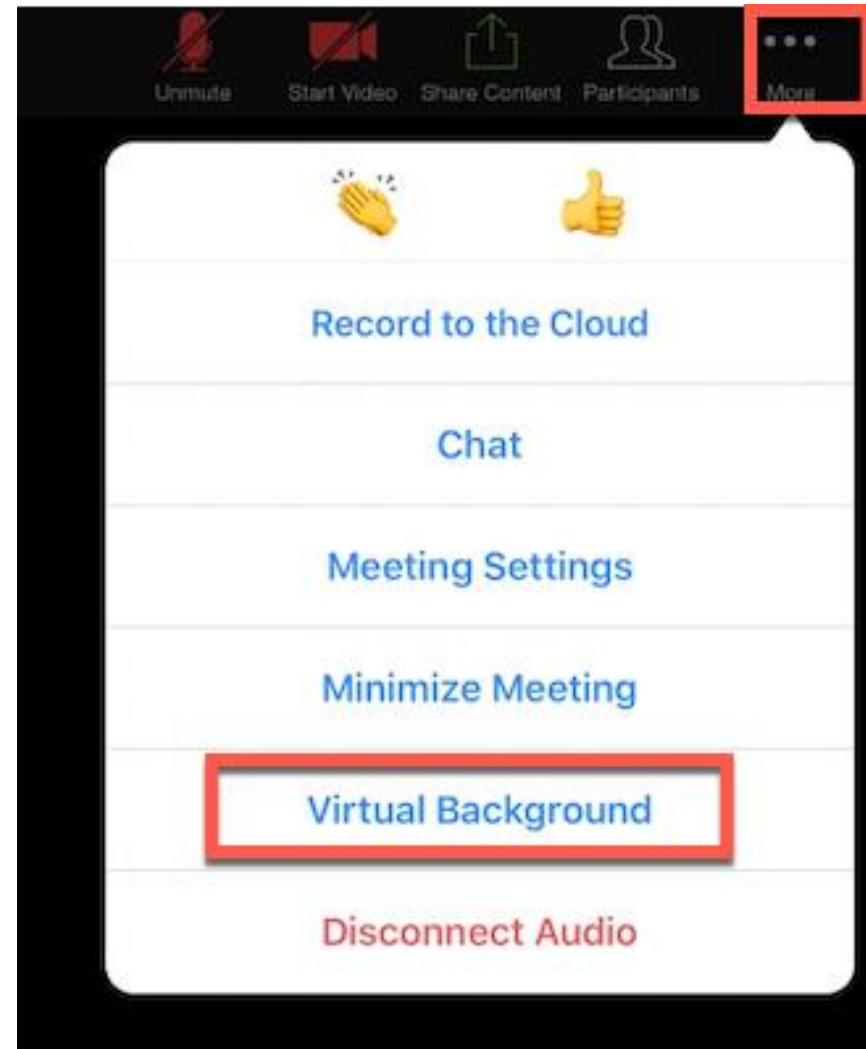 Unmute Start Video Share Content Participants More
Record to the Cloud
Chat
Meeting Settings
Minimize Meeting
Virtual Background
Disconnect Audio